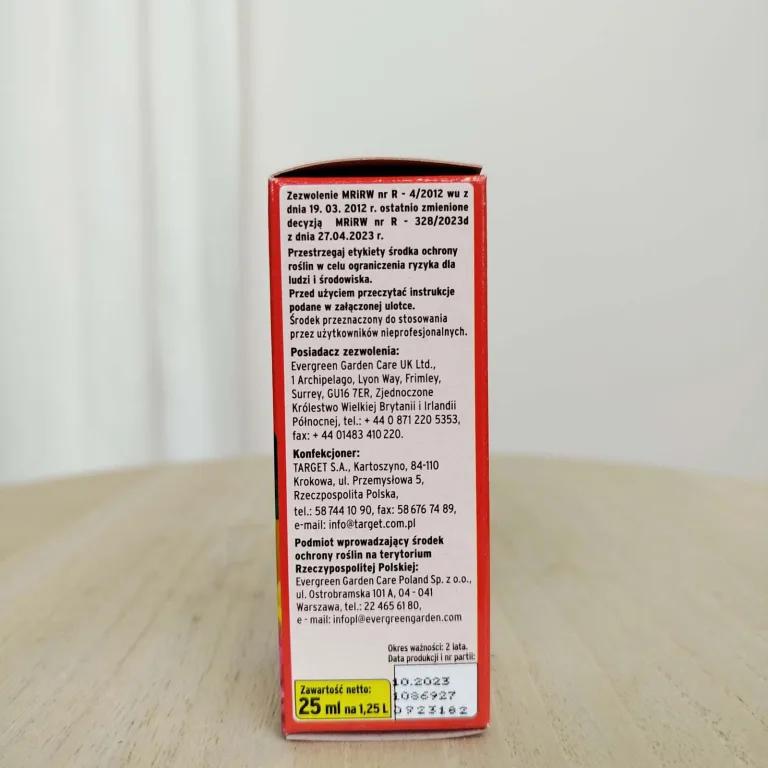 Zezwolenie MRiRW nr R - 4/2012 wu z
dnia 19. 03. 2012 r. ostatnio zmienione
decyzją MRiRW nr R - 328/2023d
z dnia 27.04.2023 r.
Przestrzegaj etykiety środka ochrony
roślin w celu ograniczenia ryzyka dla
ludzi i środowiska.
Przed użyciem przeczytać instrukcje
podane w załączonej ulotce.
Środek przeznaczony do stosowania
przez użytkowników nieprofesjonalnych.
Posiadacz zezwolenia:
Evergreen Garden Care UK Ltd.,
1 Archipelago, Lyon Way, Frimley,
Surrey, GU16 7ER, Zjednoczone
Królestwo Wielkiej Brytanii i Irlandii
Północnej, tel.: + 44 0 871 220 5353,
fax: + 44 01483 410 220.
Konfekcjoner:
TARGET S.A., Kartoszyno, 84-110
Krokowa, ul. Przemysłowa 5,
Rzeczpospolita Polska,
tel.: 58 744 10 90, fax: 58 676 74 89,
e-mail: info@target.com.pl
Podmiot wprowadzający środek
ochrony roślin na terytorium
Rzeczypospolitej Polskiej:
Evergreen Garden Care Poland Sp. z o.o.,
ul. Ostrobramska 101 A, 04 - 041
Warszawa, tel.: 22 465 61 80,
e - mail: infopl@evergreengarden.com
Okres ważności: 2 lata.
Data produkcji i nr partii:
10.2023
1086927
0723182
Zawartość netto:
25 ml na 1,25 L